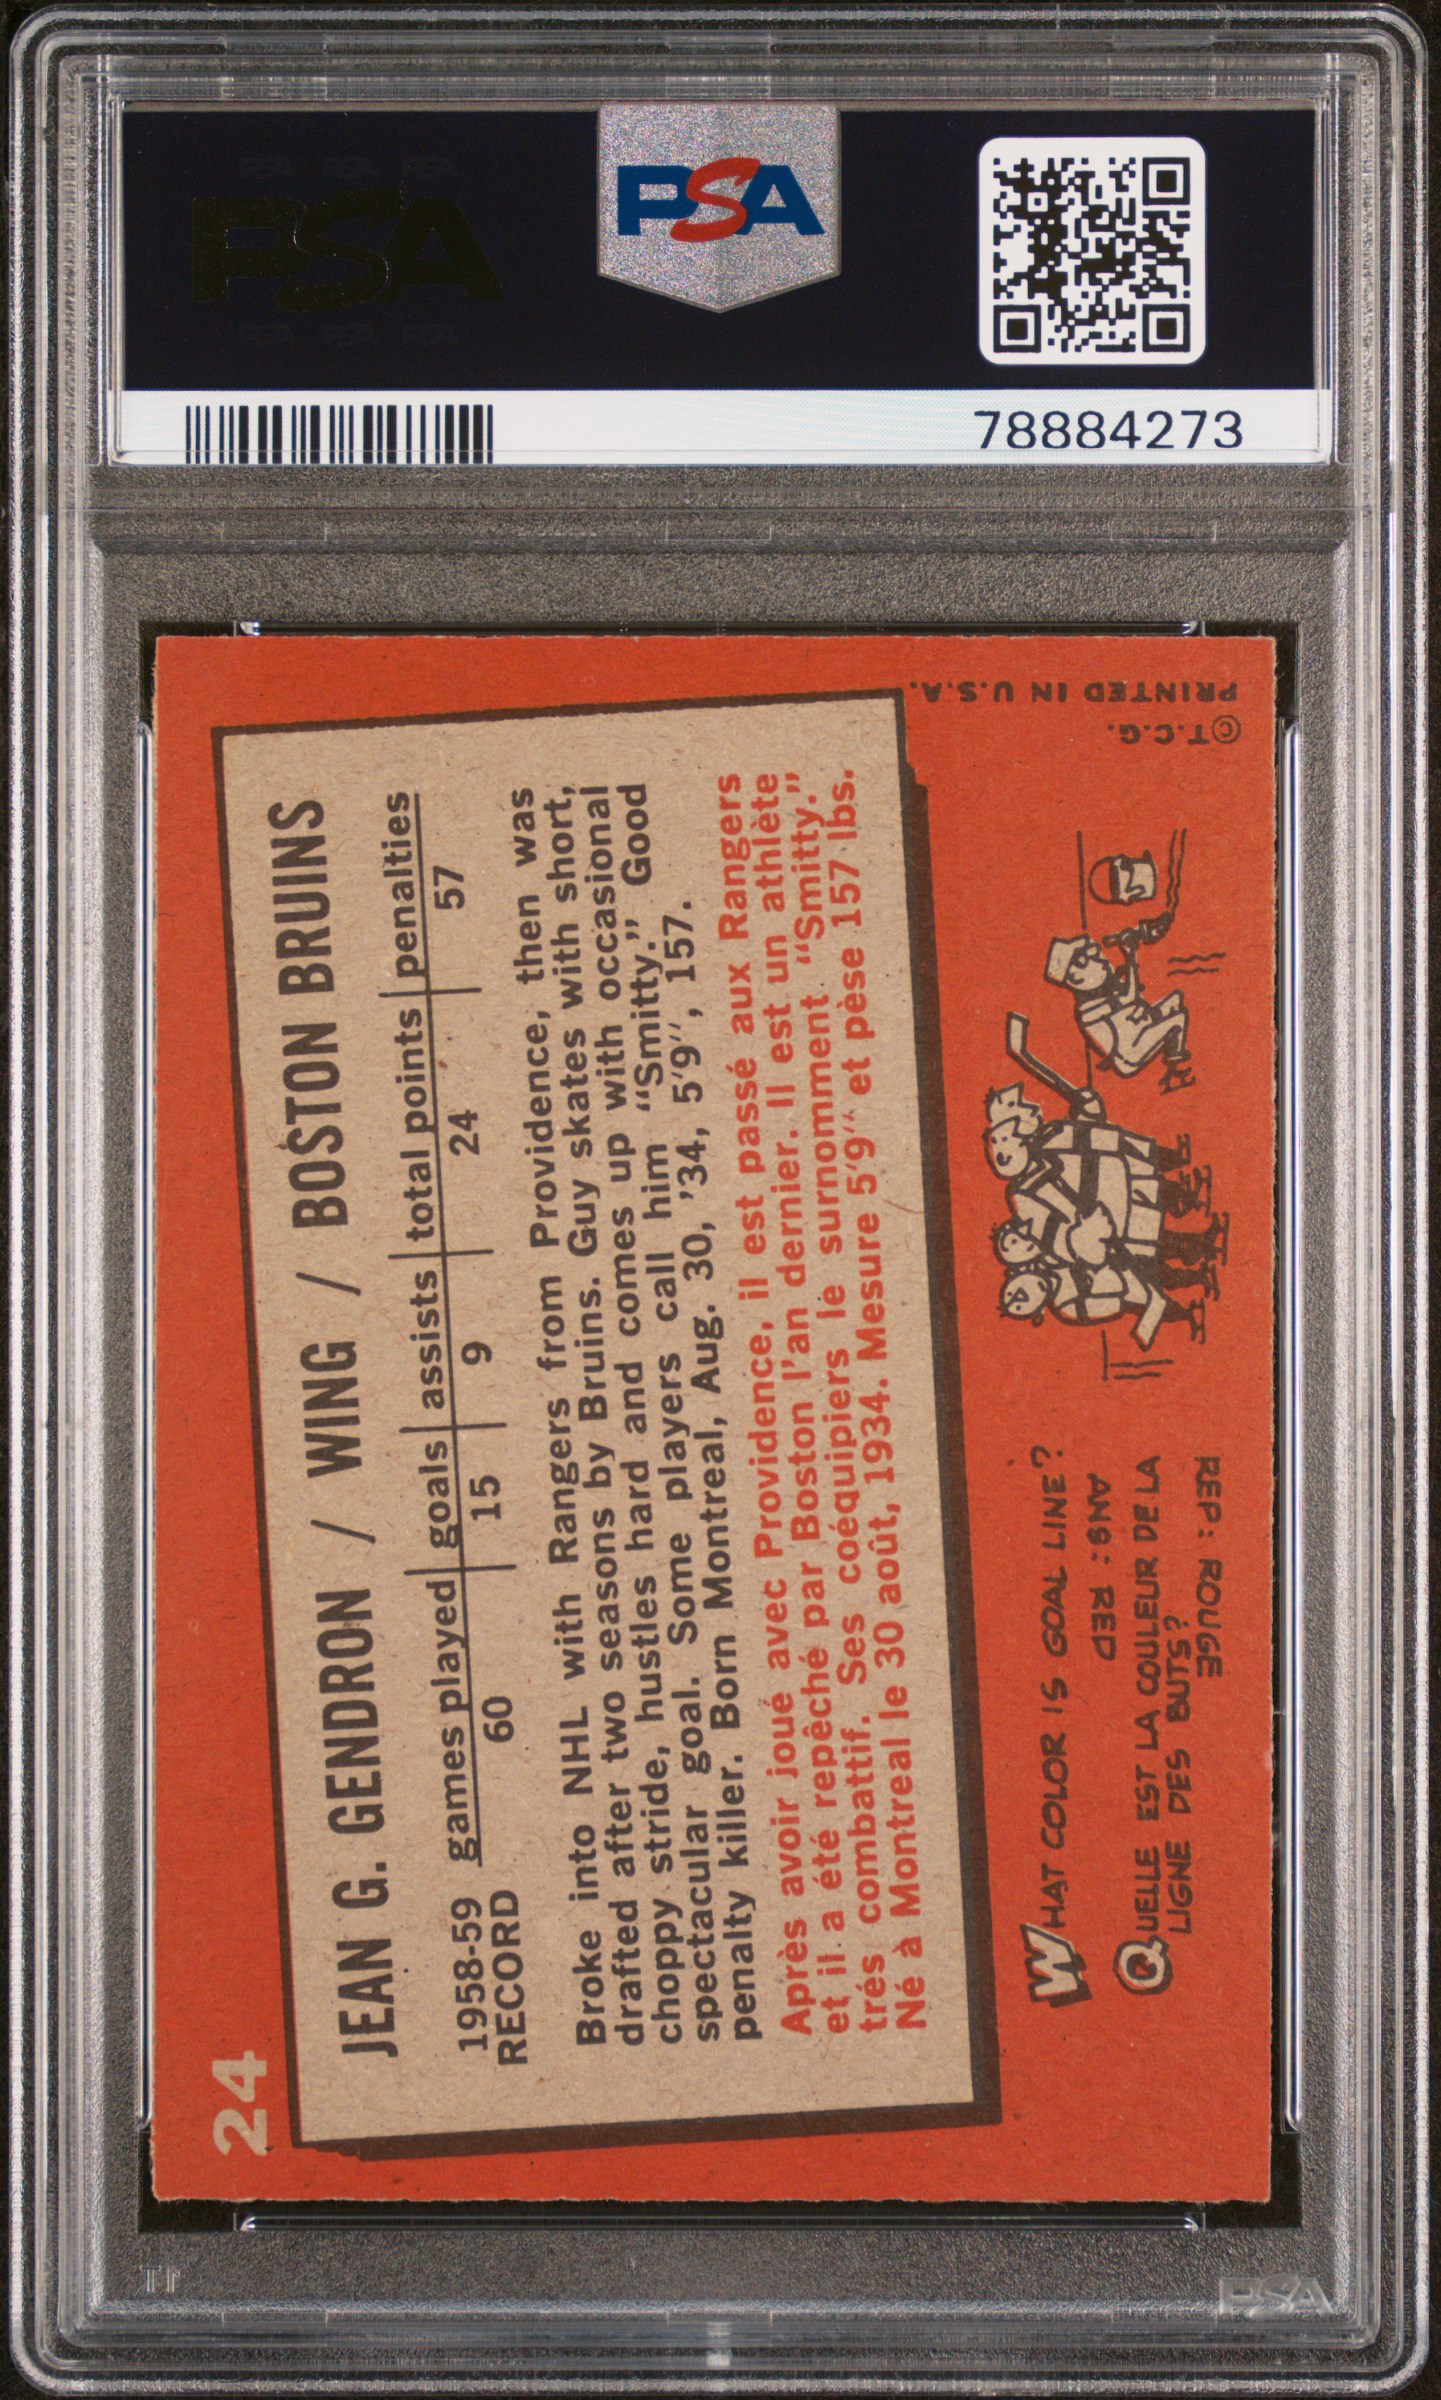 PSA
PSA
78884273
24
JEAN G. GENDRON / WING / BOSTON BRUINS
1958-59 RECORD
games played | goals | assists | total points | penalties
60 15 9 24 57
Broke into NHL with Rangers from Providence, then was
drafted after two seasons by Bruins. Guy skates with short,
choppy stride, hustles hard and comes up with occasional
spectacular goal. Some players call him “Smitty.” Good
penalty killer. Born Montreal, Aug. 30, ’34, 5′9″, 157.
Après avoir joué avec Providence, il est passé aux Rangers
et il a été repêché par Boston l’an dernier. Il est un athlète
trés combattif. Ses coéquipiers le surnomment “Smitty.”
Né à Montreal le 30 août, 1934. Mesure 5′9″ et pèse 157 lbs.
WHAT COLOR IS GOAL LINE?
ANS: RED
QUELLE EST LA COULEUR DE LA
LIGNE DES BUTS?
REP: ROUGE
©T.C.G.
PRINTED IN U.S.A.
PSA